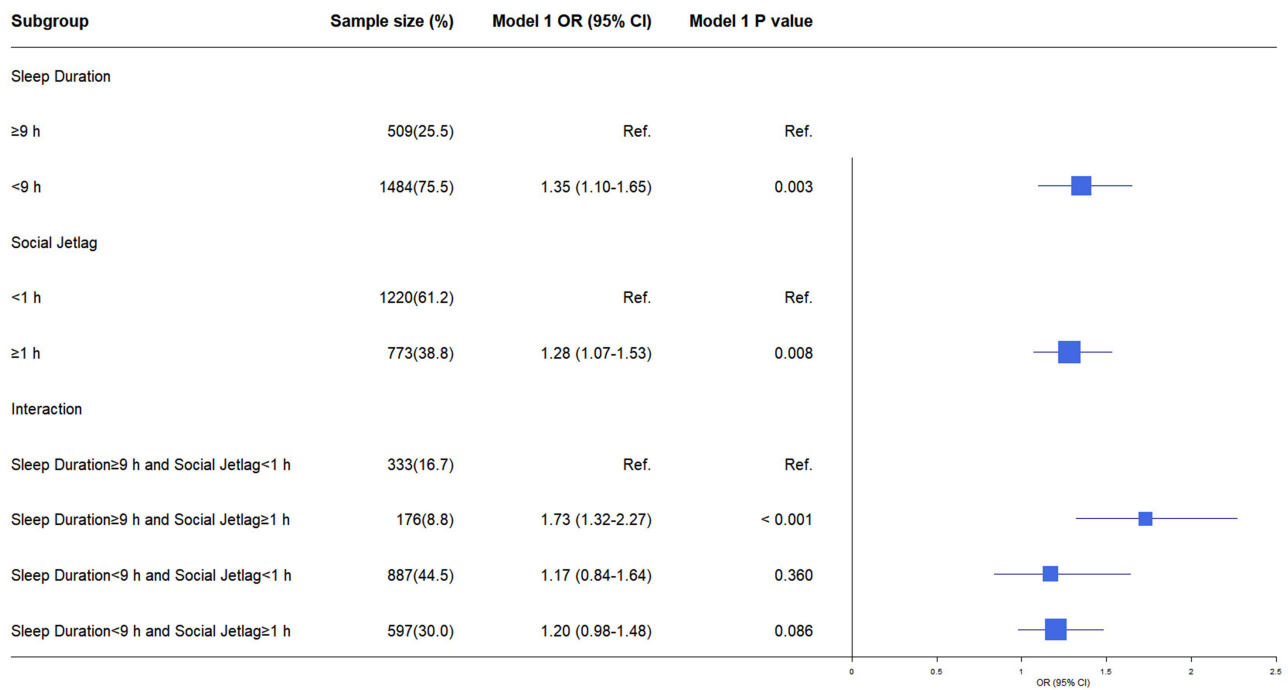 Subgroup Sample size (%) Model 1 OR (95% CI) Model 1 P value
Sleep Duration
≥9 h 509(25.5) Ref. Ref.
<9 h 1484(75.5) 1.35 (1.10-1.65) 0.003
Social Jetlag
<1 h 1220(61.2) Ref. Ref.
≥1 h 773(38.8) 1.28 (1.07-1.53) 0.008
Interaction
Sleep Duration≥9 h and Social Jetlag<1 h 333(16.7) Ref. Ref.
Sleep Duration≥9 h and Social Jetlag≥1 h 176(8.8) 1.73 (1.32-2.27) < 0.001
Sleep Duration<9 h and Social Jetlag<1 h 887(44.5) 1.17 (0.84-1.64) 0.360
Sleep Duration<9 h and Social Jetlag≥1 h 597(30.0) 1.20 (0.98-1.48) 0.086
0 0.5 1 1.5 2 2.5
OR (95% CI)